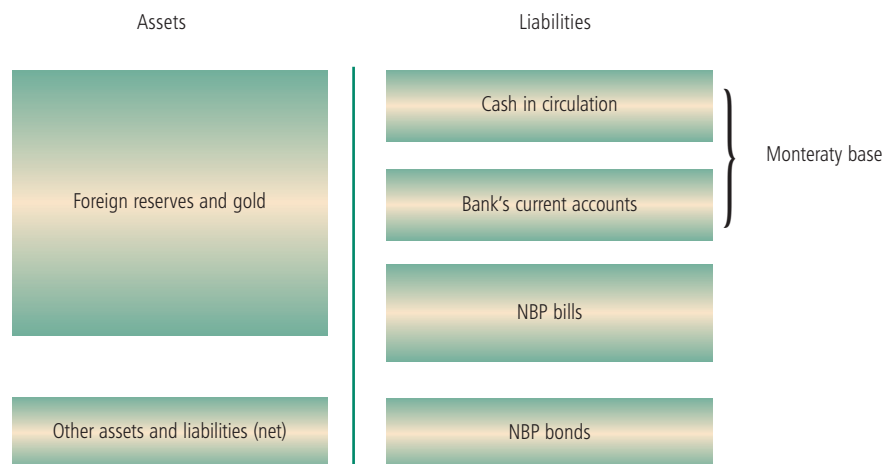 Assets
Liabilities
Foreign reserves and gold
Cash in circulation
Bank's current accounts
Monteraty base
NBP bills
Other assets and liabilities (net)
NBP bonds